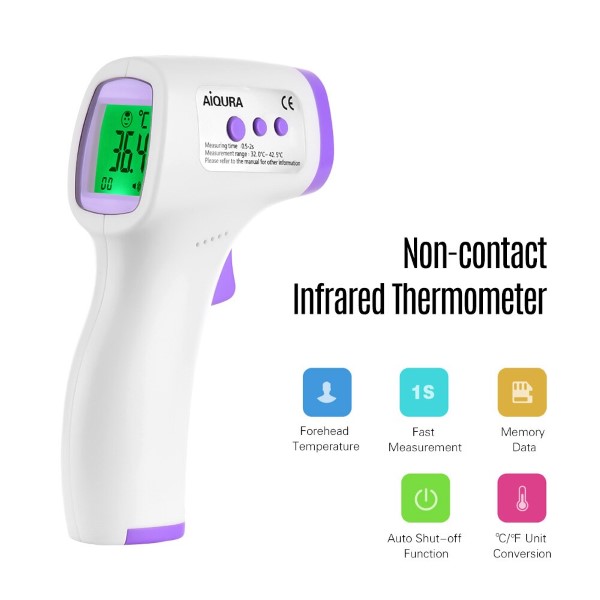 AiQURA CE
Measuring time : 0.5-2s
Measurement range : 32.0°C~ 42.5°C
Please refer to the manual for other information
°C
36.4
00
Non-contact
Infrared Thermometer
1S
Forehead
Temperature
Fast
Measurement
Memory
Data
Auto Shut-off
Function
°C/°F Unit
Conversion